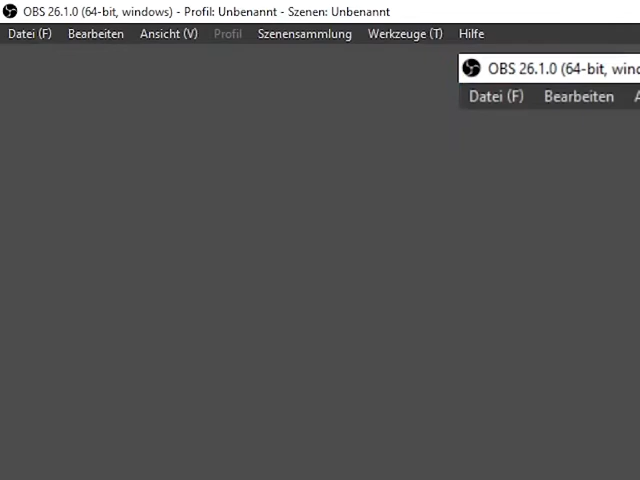 OBS 26.1.0 (64-bit, windows) - Profil: Unbenannt - Szenen: Unbenannt
Datei (F) Bearbeiten Ansicht (V) Profil Szenensammlung Werkzeuge (T) Hilfe
OBS 26.1.0 (64-bit, wind
Datei (F) Bearbeiten A